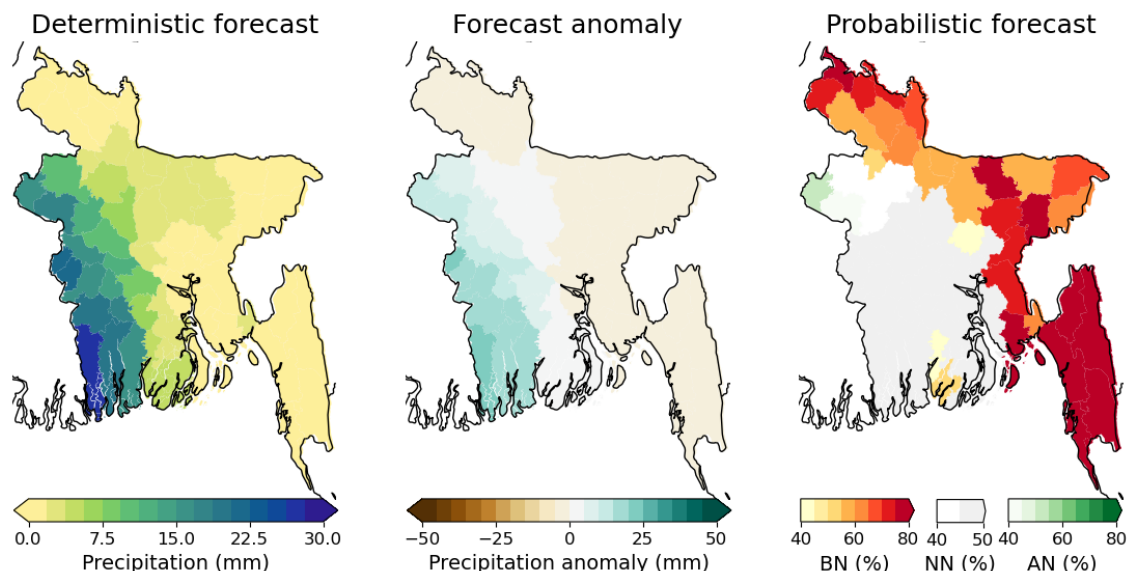 Deterministic forecast
Forecast anomaly
Probabilistic forecast
0.0 7.5 15.0 22.5 30.0
Precipitation (mm)
−50 −25 0 25 50
Precipitation anomaly (mm)
40 60 80
BN (%)
40 50
NN (%)
40 60 80
AN (%)